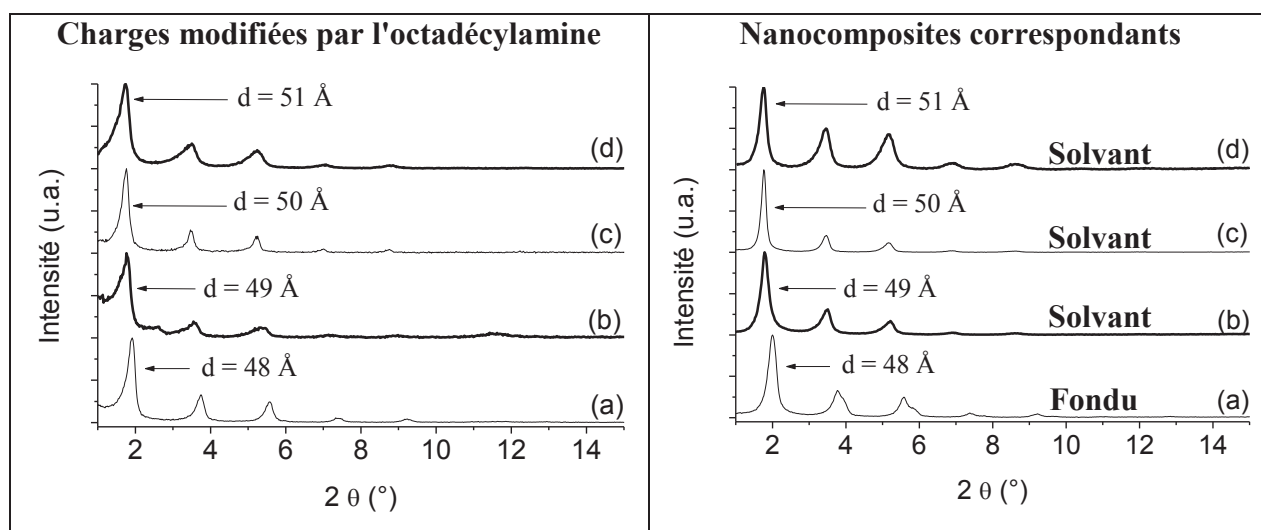 Charges modifiées par l'octadécylamine
d = 51 Å
(d)
d = 50 Å
(c)
d = 49 Å
(b)
d = 48 Å
(a)
Intensité (u.a.)
2 4 6 8 10 12 14
2 θ (°)
Nanocomposites correspondants
d = 51 Å
Solvant (d)
d = 50 Å
Solvant (c)
d = 49 Å
Solvant (b)
d = 48 Å
Fondu (a)
Intensité (u.a.)
2 4 6 8 10 12 14
2 θ (°)